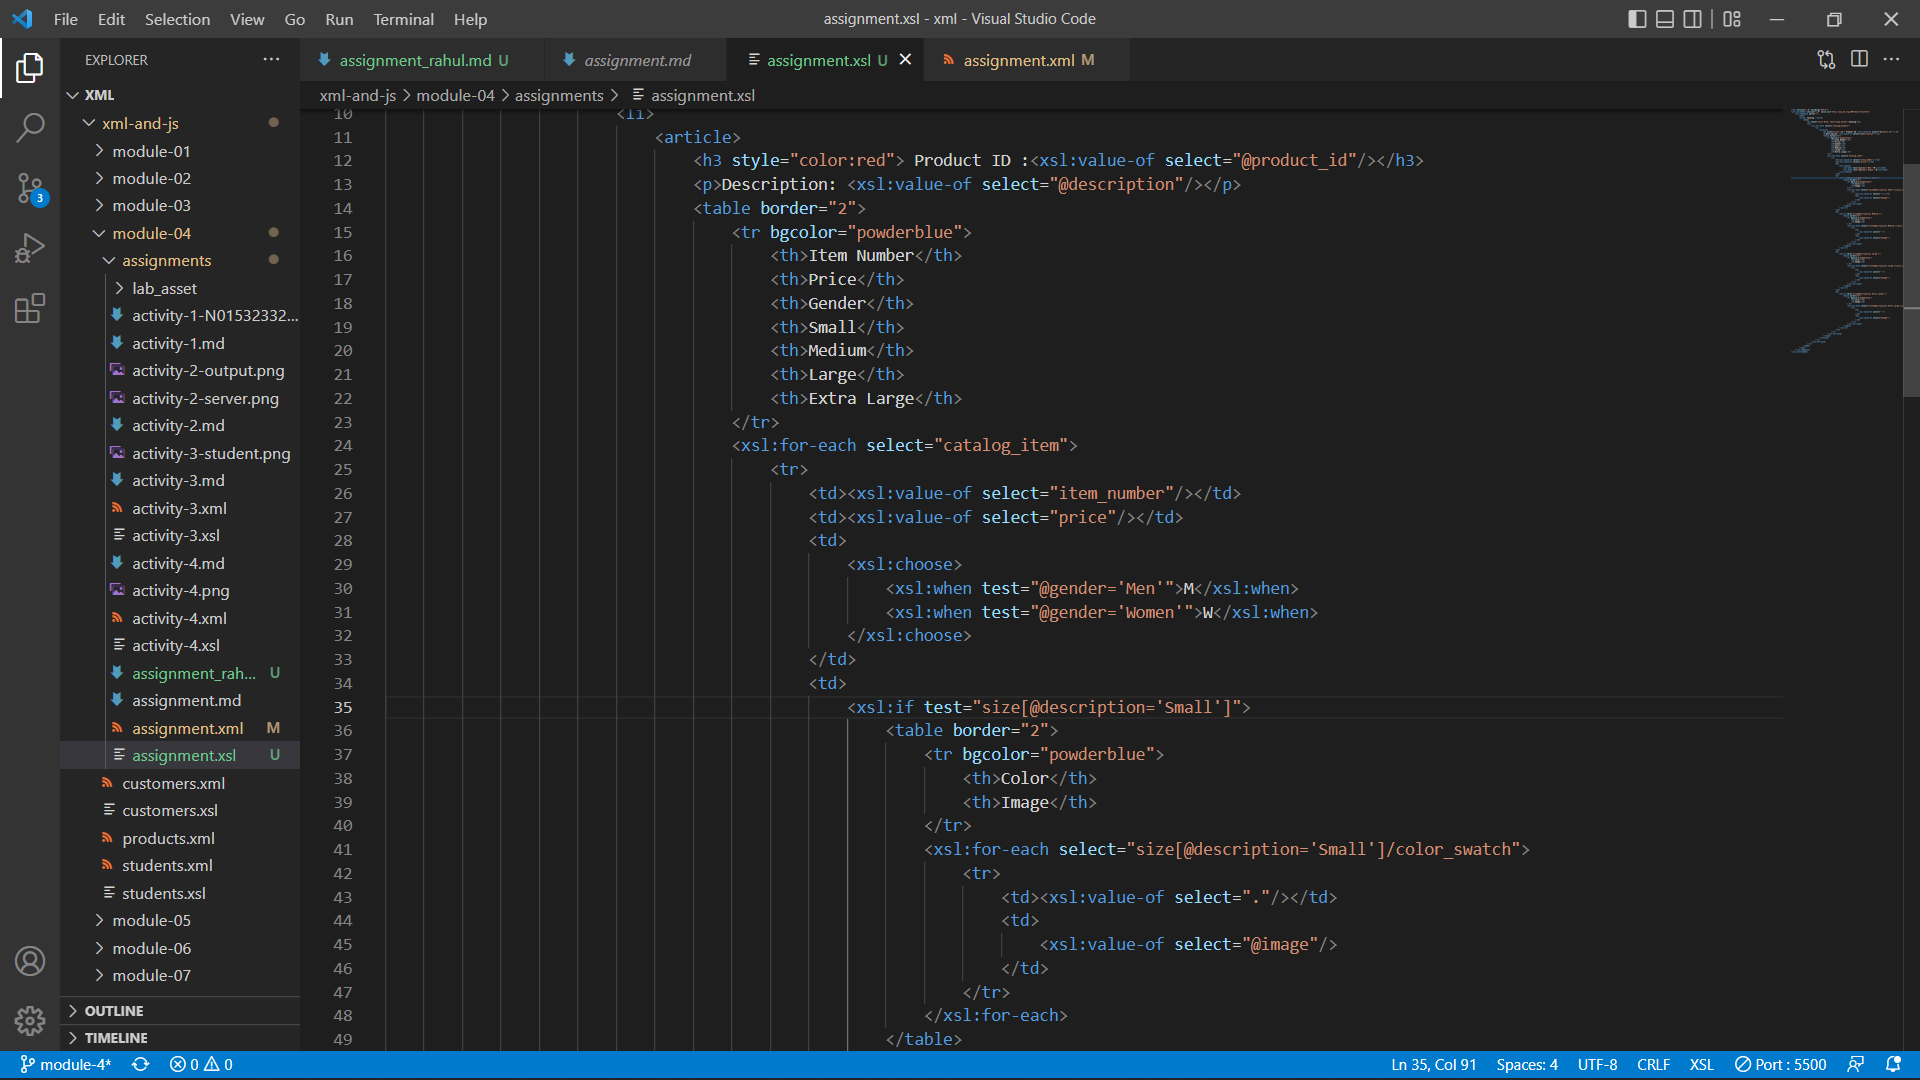 File Edit Selection View Go Run Terminal Help
assignment.xsl - xml - Visual Studio Code
EXPLORER
XML
xml-and-js
module-01
module-02
module-03
module-04
assignments
lab_asset
activity-1-N01532332...
activity-1.md
activity-2-output.png
activity-2-server.png
activity-2.md
activity-3-student.png
activity-3.md
activity-3.xml
activity-3.xsl
activity-4.md
activity-4.png
activity-4.xml
activity-4.xsl
assignment_rah... U
assignment.md
assignment.xml M
assignment.xsl U
customers.xml
customers.xsl
products.xml
students.xml
students.xsl
module-05
module-06
module-07
OUTLINE
TIMELINE
3
assignment_rahul.md U
assignment.md
assignment.xsl U
assignment.xml M
xml-and-js > module-04 > assignments > assignment.xsl
10 <li>
11 <article>
12 <h3 style="color:red"> Product ID :<xsl:value-of select="@product_id"/></h3>
13 <p>Description: <xsl:value-of select="@description"/></p>
14 <table border="2">
15 <tr bgcolor="powderblue">
16 <th>Item Number</th>
17 <th>Price</th>
18 <th>Gender</th>
19 <th>Small</th>
20 <th>Medium</th>
21 <th>Large</th>
22 <th>Extra Large</th>
23 </tr>
24 <xsl:for-each select="catalog_item">
25 <tr>
26 <td><xsl:value-of select="item_number"/></td>
27 <td><xsl:value-of select="price"/></td>
28 <td>
29 <xsl:choose>
30 <xsl:when test="@gender='Men'">M</xsl:when>
31 <xsl:when test="@gender='Women'">W</xsl:when>
32 </xsl:choose>
33 </td>
34 <td>
35 <xsl:if test="size[@description='Small']">
36 <table border="2">
37 <tr bgcolor="powderblue">
38 <th>Color</th>
39 <th>Image</th>
40 </tr>
41 <xsl:for-each select="size[@description='Small']/color_swatch">
42 <tr>
43 <td><xsl:value-of select="."/></td>
44 <td>
45 <xsl:value-of select="@image"/>
46 </td>
47 </tr>
48 </xsl:for-each>
49 </table>
module-4* 0 0
Ln 35, Col 91 Spaces: 4 UTF-8 CRLF XSL Port : 5500